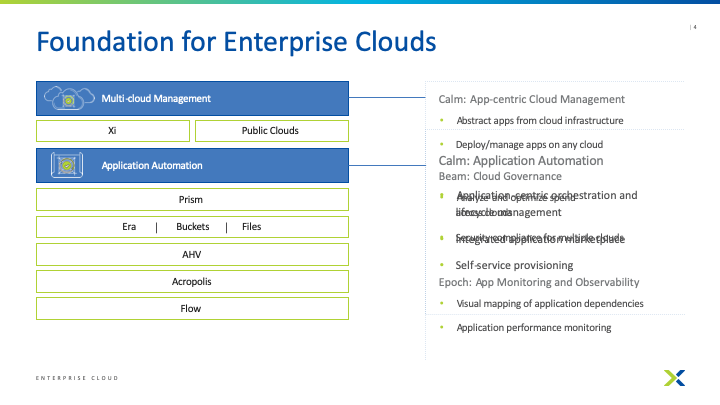 | 4
Foundation for Enterprise Clouds
Multi-cloud Management
Xi
Public Clouds
Application Automation
Prism
Era | Buckets | Files
AHV
Acropolis
Flow
Calm: App-centric Cloud Management
• Abstract apps from cloud infrastructure
• Deploy/manage apps on any cloud
Calm: Application Automation
Beam: Cloud Governance
• Application-centric orchestration and
lifecycle management
• Analyze and optimize spend
across clouds
• Security compliance for multiple clouds
• Integrated application marketplace
• Self-service provisioning
Epoch: App Monitoring and Observability
• Visual mapping of application dependencies
• Application performance monitoring
ENTERPRISE CLOUD